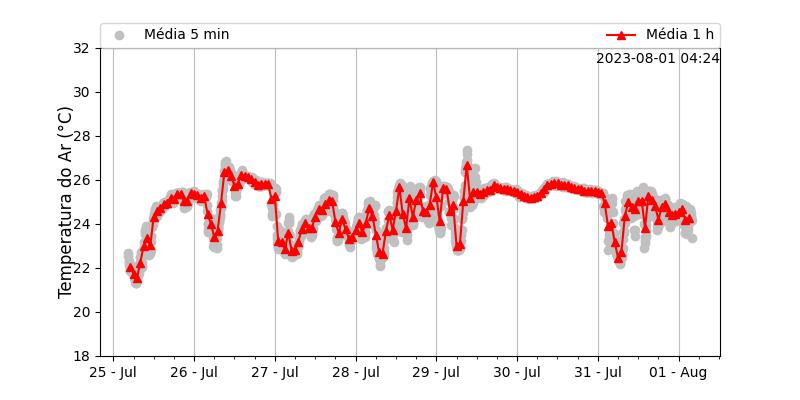 Média 5 min
Média 1 h
2023-08-01 04:24
Temperatura do Ar (°C)
32
30
28
26
24
22
20
18
25 - Jul
26 - Jul
27 - Jul
28 - Jul
29 - Jul
30 - Jul
31 - Jul
01 - Aug